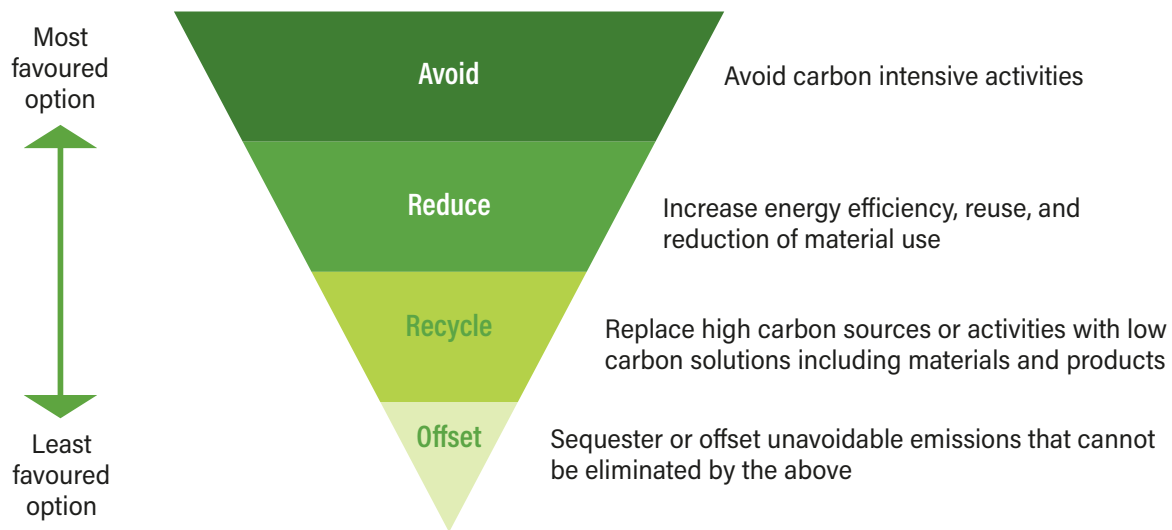 Most
favoured
option
Avoid
Avoid carbon intensive activities
Reduce
Increase energy efficiency, reuse, and
reduction of material use
Recycle
Replace high carbon sources or activities with low
carbon solutions including materials and products
Least
favoured
option
Offset
Sequester or offset unavoidable emissions that cannot
be eliminated by the above